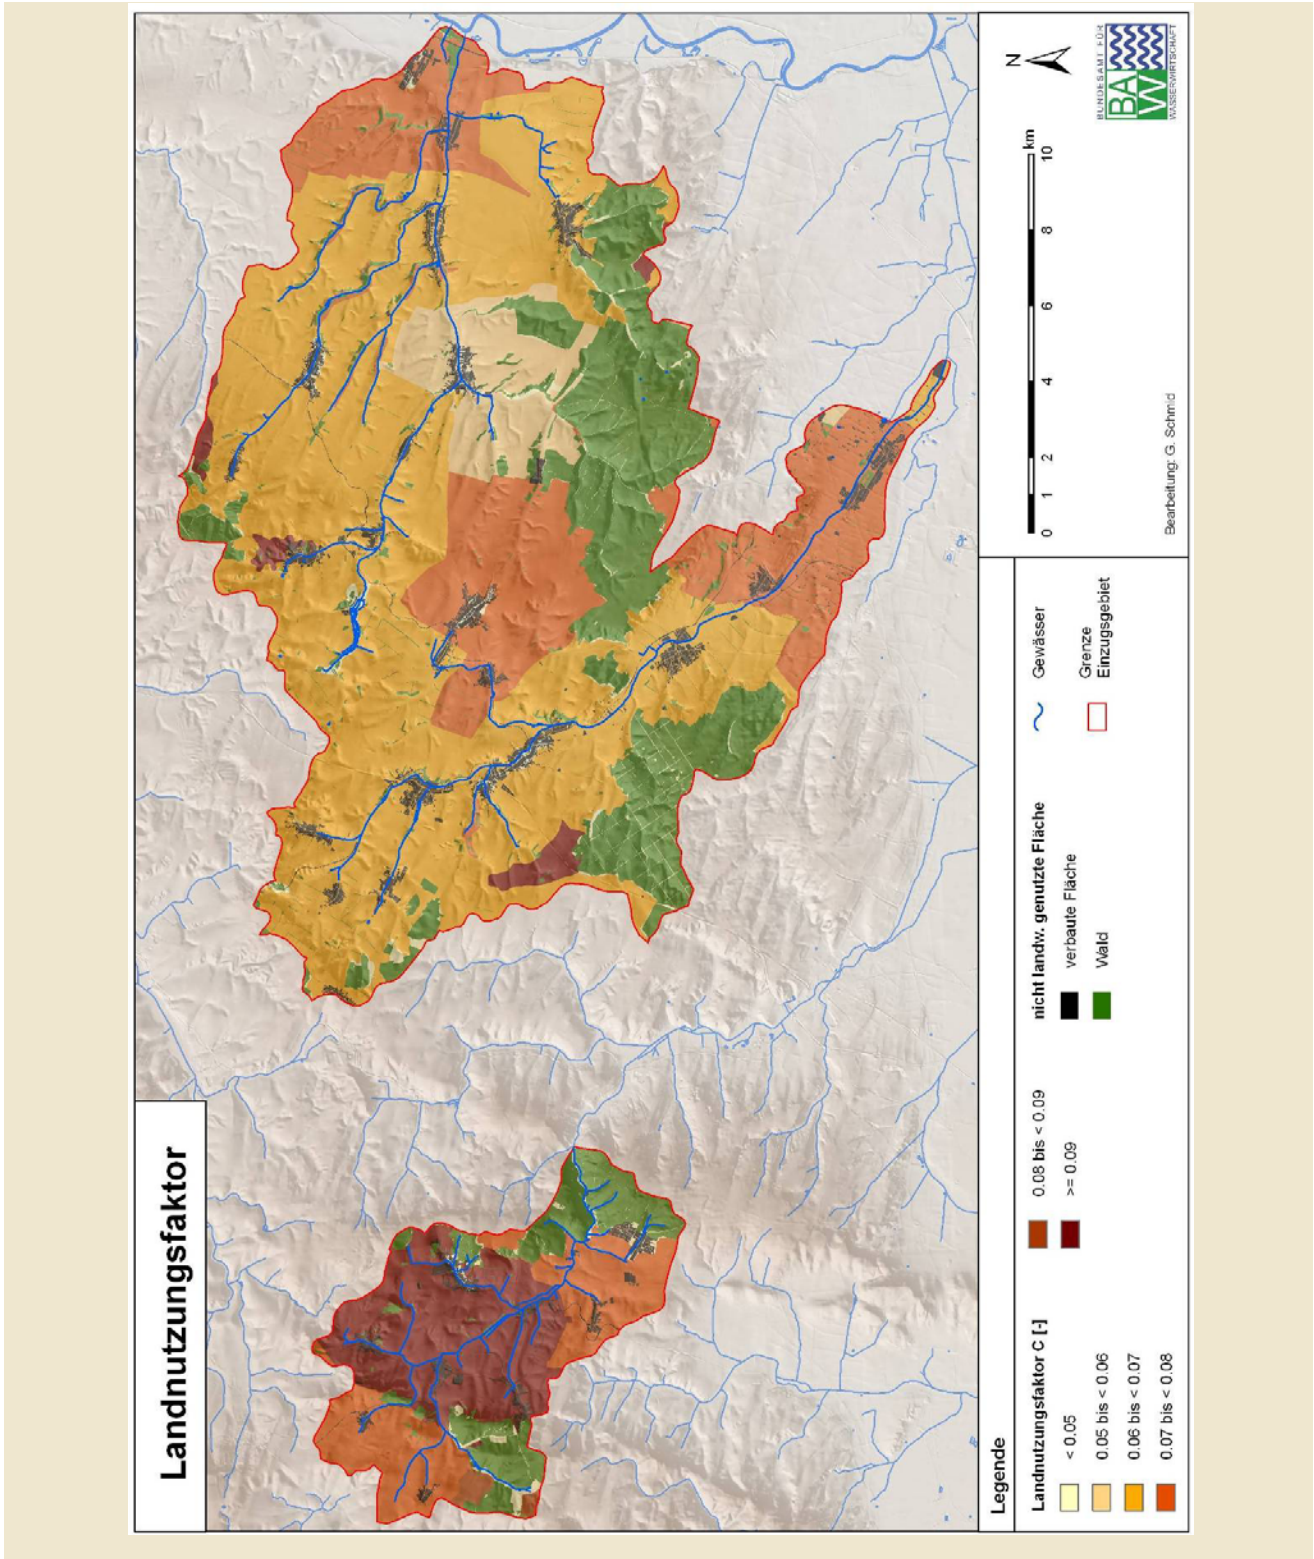 Landnutzungsfaktor
Legende
Landnutzungsfaktor C [-]
< 0.05
0.05 bis < 0.06
0.06 bis < 0.07
0.07 bis < 0.08
0.08 bis < 0.09
>= 0.09
nicht landw. genutzte Fläche
verbaute Fläche
Wald
Gewässer
Grenze
Einzugsgebiet
0 1 2 4 6 8 10
km
N
Bearbeitung: G. Schmid
BUNDESAMT FÜR
BAW
WASSERWIRTSCHAFT